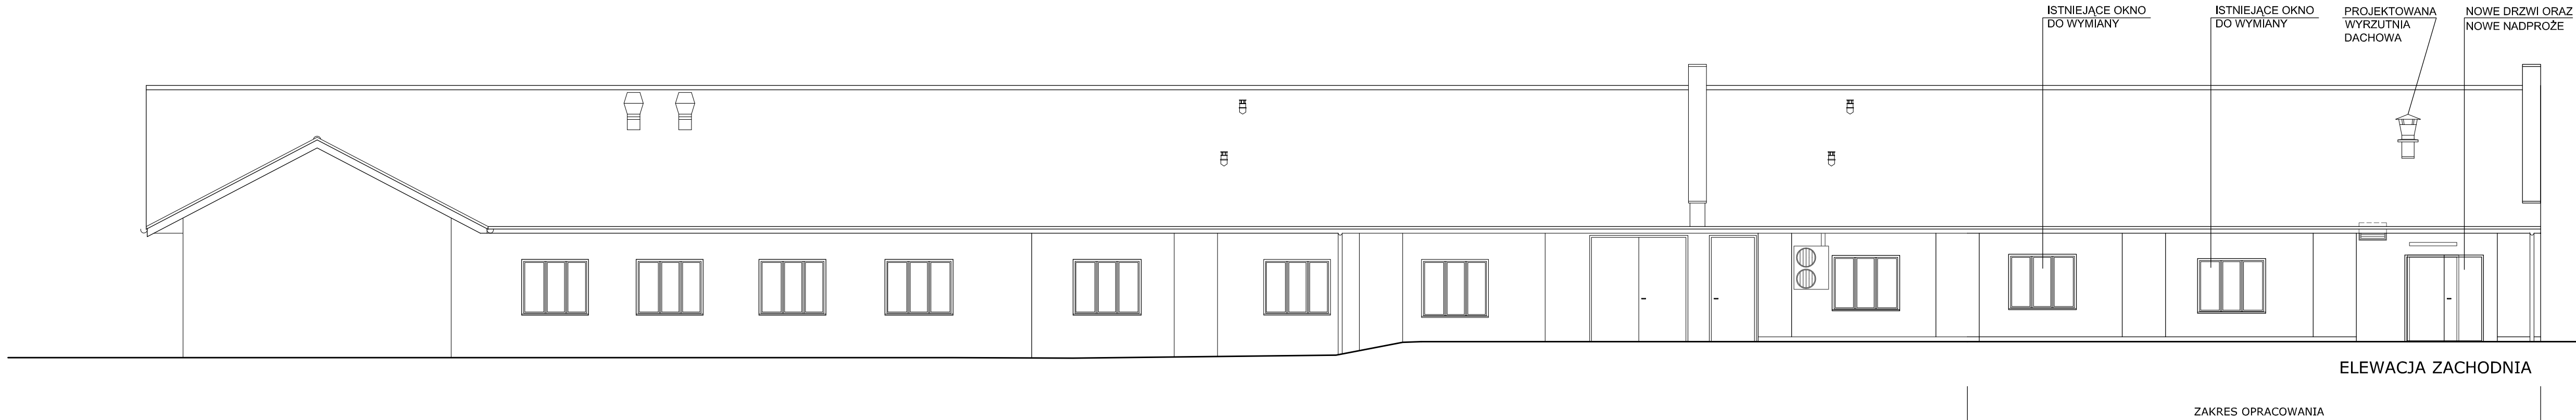 ISTNIEJĄCE OKNO
DO WYMIANY
ISTNIEJĄCE OKNO
DO WYMIANY
PROJEKTOWANA
WYRZUTNIA
DACHOWA
NOWE DRZWI ORAZ
NOWE NADPROŻE
ELEWACJA ZACHODNIA
ZAKRES OPRACOWANIA